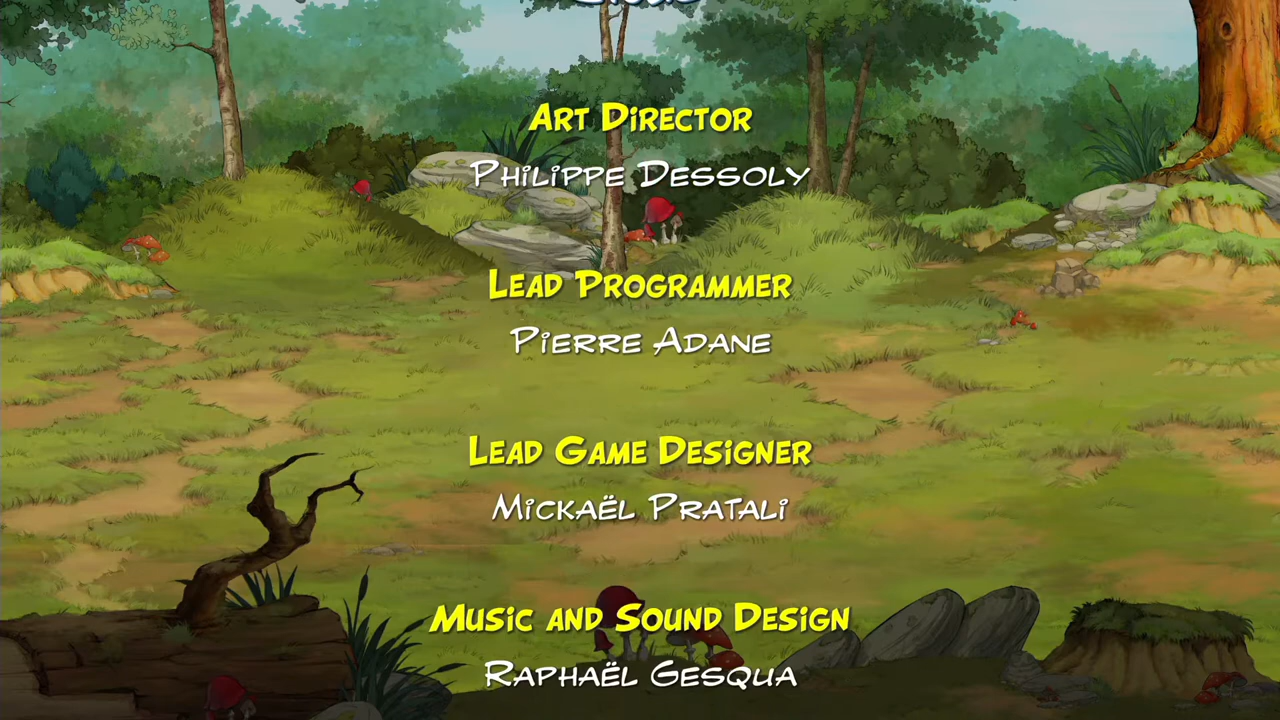 Art Director
Philippe Dessoly
Lead Programmer
Pierre Adane
Lead Game Designer
Mickaël Pratali
Music and Sound Design
Raphaël Gesqua